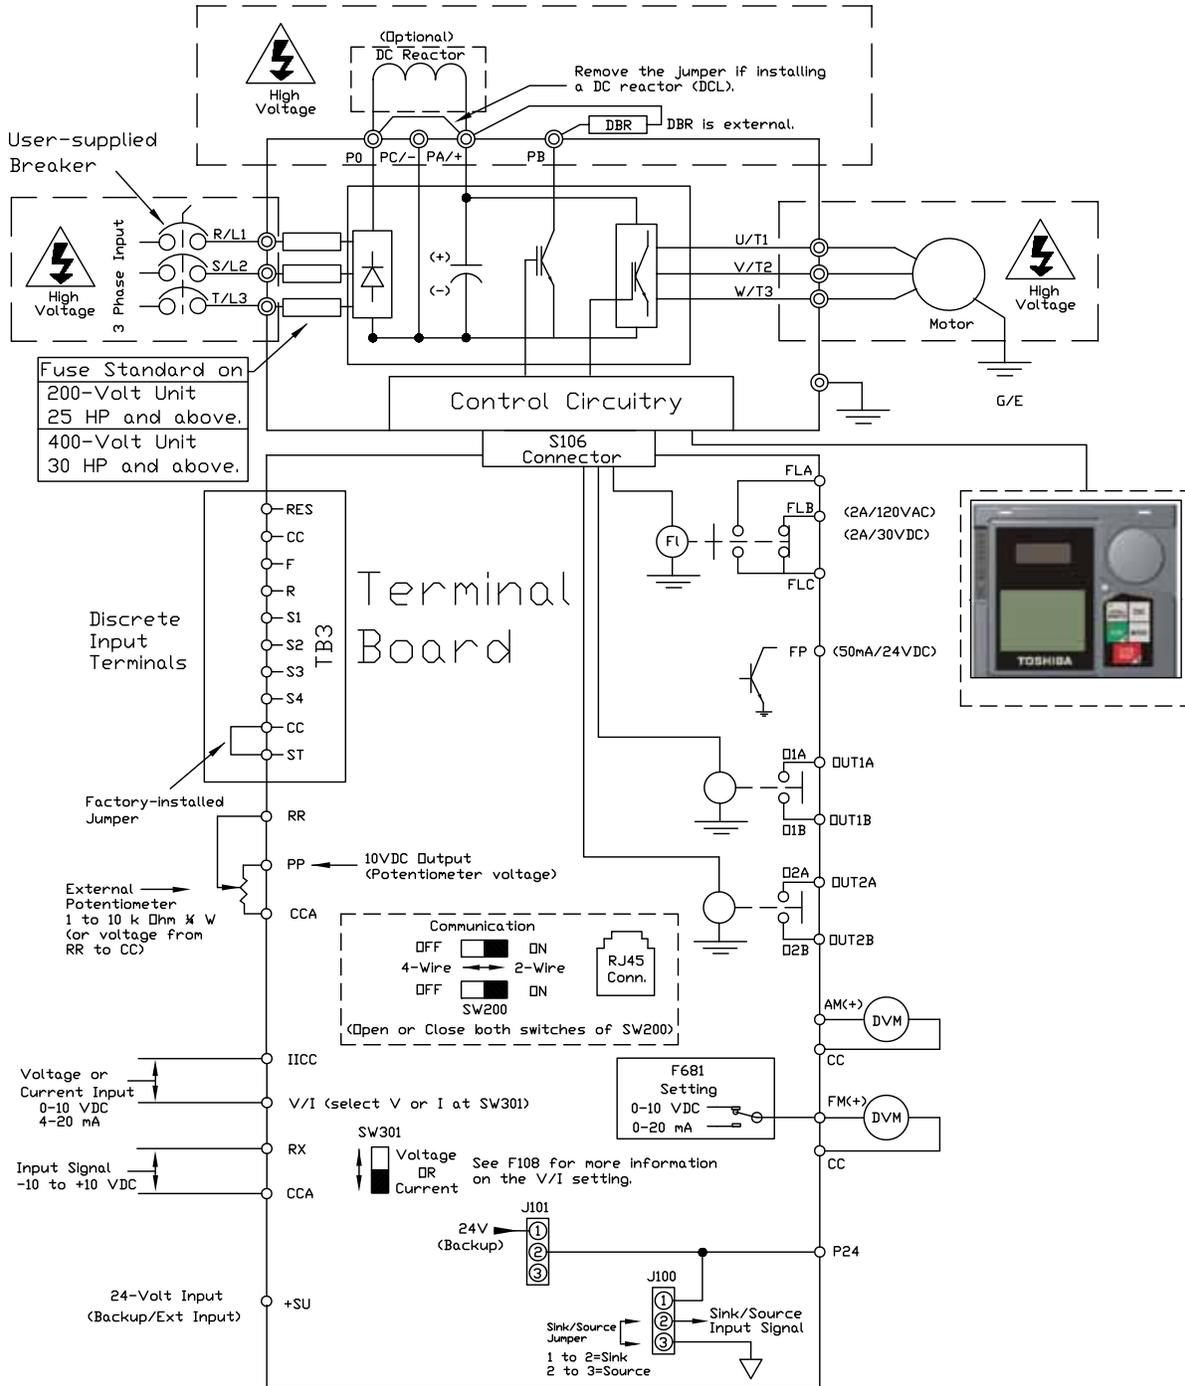 (Optional)
DC Reactor
High
Voltage
Remove the jumper if installing
a DC reactor (DCL).
DBR
DBR is external.
P0
PC/-
PA/+
PB
User-supplied
Breaker
High
Voltage
3 Phase Input
R/L1
S/L2
T/L3
(+)
(-)
U/T1
V/T2
W/T3
Motor
High
Voltage
G/E
Fuse Standard on
200-Volt Unit
25 HP and above.
400-Volt Unit
30 HP and above.
Control Circuitry
S106
Connector
RES
CC
F
R
S1
S2
S3
S4
CC
ST
TB3
Discrete
Input
Terminals
Terminal
Board
Factory-installed
Jumper
FLA
FLB
FLC
Fl
(2A/120VAC)
(2A/30VDC)
FP
(50mA/24VDC)
TOSHIBA
O1A
OUT1A
O1B
OUT1B
O2A
OUT2A
O2B
OUT2B
RR
PP
10VDC Output
(Potentiometer voltage)
CCA
External
Potentiometer
1 to 10 k Ohm ¼ W
(or voltage from
RR to CC)
Communication
OFF
ON
4-Wire
2-Wire
OFF
ON
SW200
(Open or Close both switches of SW200)
RJ45
Conn.
AM(+)
DVM
CC
F681
Setting
0-10 VDC
0-20 mA
FM(+)
DVM
CC
IICC
Voltage or
Current Input
0-10 VDC
4-20 mA
V/I (select V or I at SW301)
RX
Input Signal
-10 to +10 VDC
CCA
SW301
Voltage
OR
Current
See F108 for more information
on the V/I setting.
J101
24V
(Backup)
1
2
3
P24
24-Volt Input
(Backup/Ext Input)
+SU
J100
1
2
3
Sink/Source
Input Signal
Sink/Source
Jumper
1 to 2=Sink
2 to 3=Source